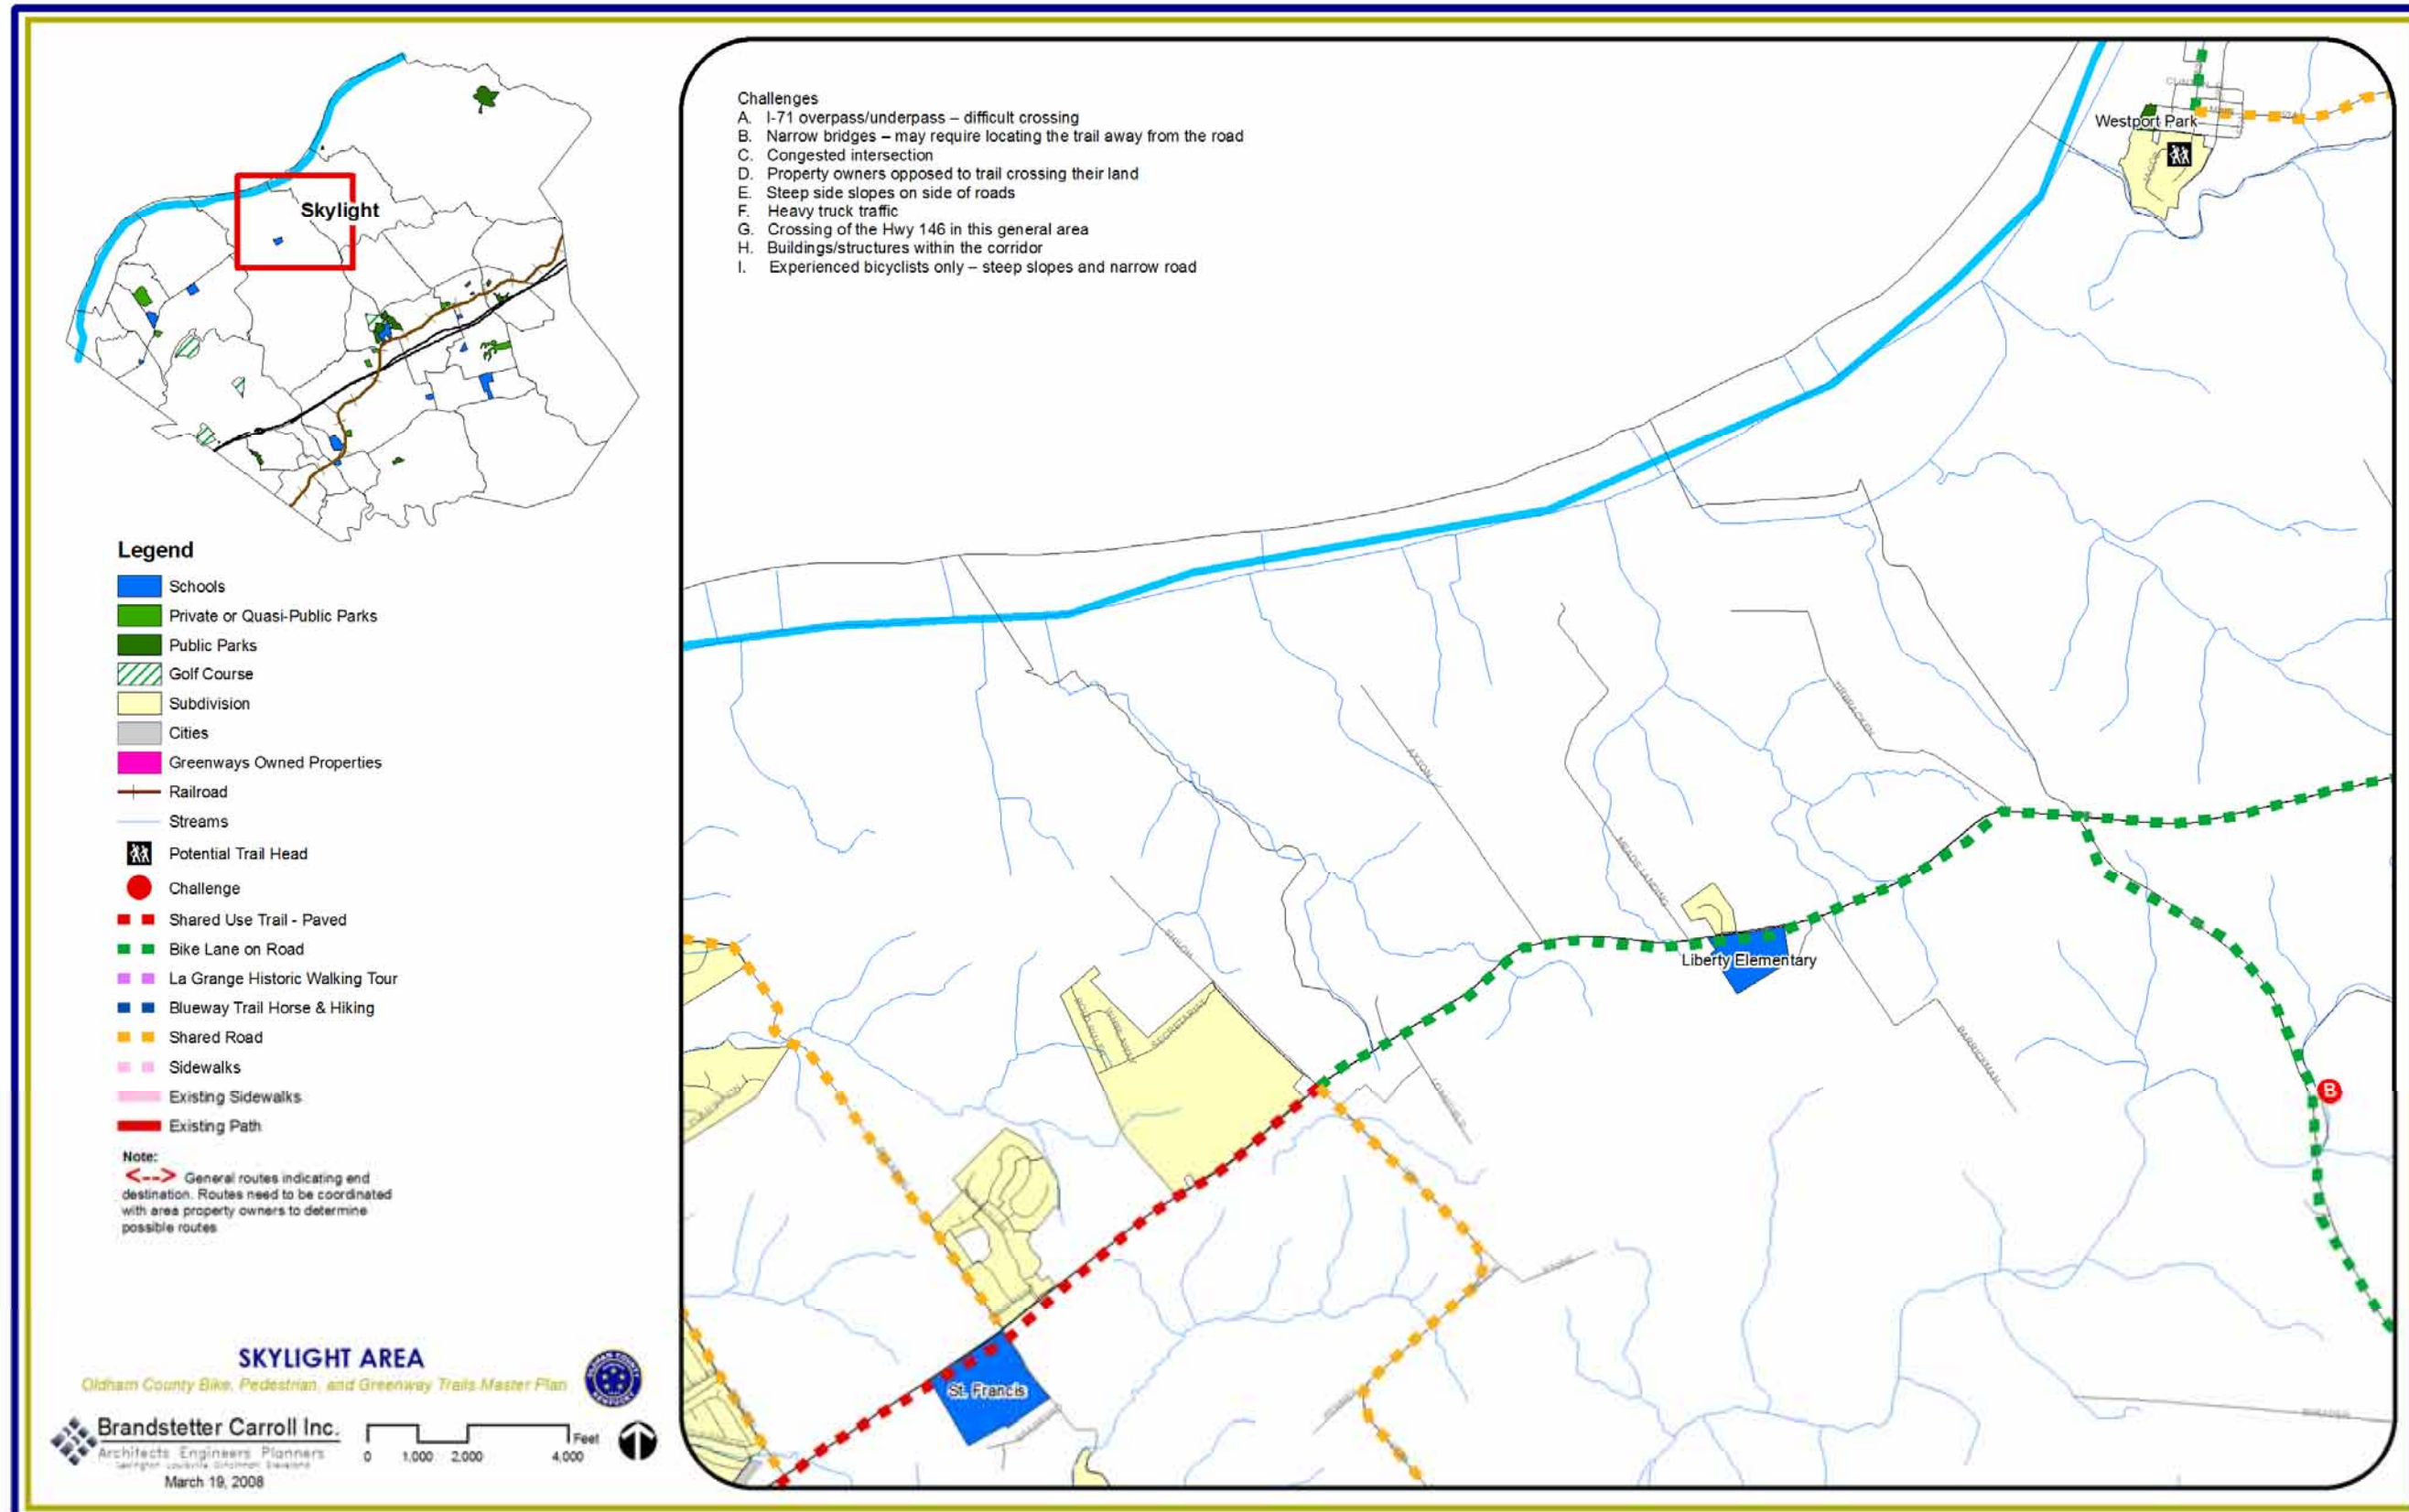 Challenges
A. I-71 overpass/underpass – difficult crossing
B. Narrow bridges – may require locating the trail away from the road
C. Congested intersection
D. Property owners opposed to trail crossing their land
E. Steep side slopes on side of roads
F. Heavy truck traffic
G. Crossing of the Hwy 146 in this general area
H. Buildings/structures within the corridor
I. Experienced bicyclists only – steep slopes and narrow road
Skylight
Westport Park
Legend
Schools
Private or Quasi-Public Parks
Public Parks
Golf Course
Subdivision
Cities
Greenways Owned Properties
Railroad
Streams
Potential Trail Head
Challenge
Shared Use Trail - Paved
Bike Lane on Road
La Grange Historic Walking Tour
Blueway Trail Horse & Hiking
Shared Road
Sidewalks
Existing Sidewalks
Existing Path
Note:
<--> General routes indicating end
destination. Routes need to be coordinated
with area property owners to determine
possible routes
AXTON
MEADS LANDING
SHILOH
SECRETARIAT
Liberty Elementary
BARRICKMAN
B
St. Francis
SKYLIGHT AREA
Oldham County Bike, Pedestrian, and Greenway Trails Master Plan
Brandstetter Carroll Inc.
Architects Engineers Planners
March 19, 2008
0 1,000 2,000 4,000 Feet